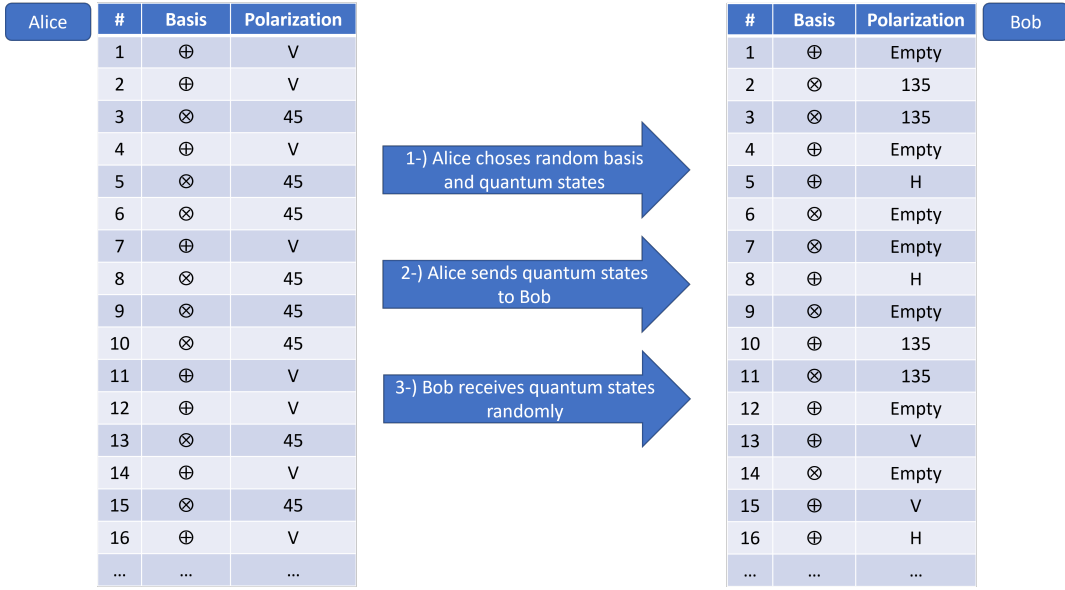 Alice
# Basis Polarization
1 ⊕ V
2 ⊕ V
3 ⊗ 45
4 ⊕ V
5 ⊗ 45
6 ⊗ 45
7 ⊕ V
8 ⊗ 45
9 ⊗ 45
10 ⊗ 45
11 ⊕ V
12 ⊕ V
13 ⊗ 45
14 ⊕ V
15 ⊗ 45
16 ⊕ V
... ... ...
1-) Alice choses random basis
and quantum states
2-) Alice sends quantum states
to Bob
3-) Bob receives quantum states
randomly
# Basis Polarization
1 ⊕ Empty
2 ⊗ 135
3 ⊗ 135
4 ⊕ Empty
5 ⊕ H
6 ⊗ Empty
7 ⊗ Empty
8 ⊕ H
9 ⊗ Empty
10 ⊕ 135
11 ⊗ 135
12 ⊕ Empty
13 ⊕ V
14 ⊗ Empty
15 ⊕ V
16 ⊕ H
... ... ...
Bob